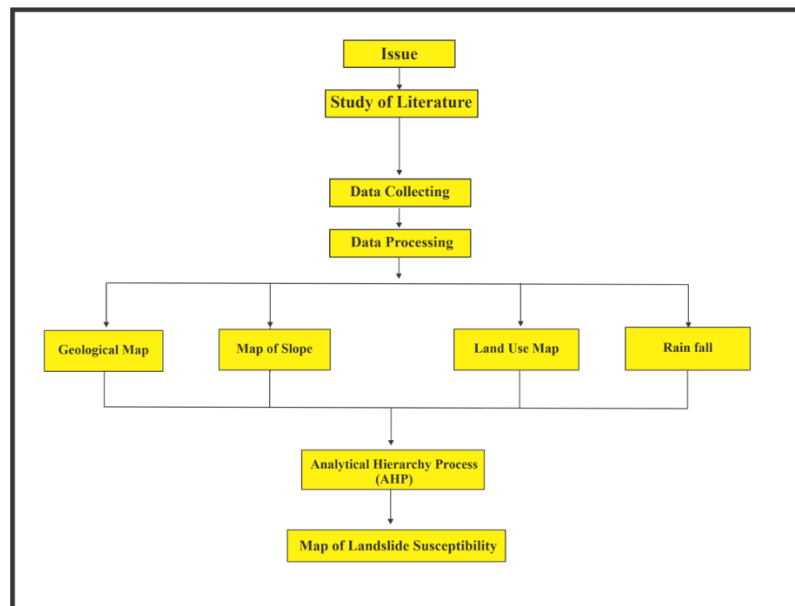 Issue
Study of Literature
Data Collecting
Data Processing
Geological Map
Map of Slope
Land Use Map
Rain fall
Analytical Hierarchy Process
(AHP)
Map of Landslide Susceptibility